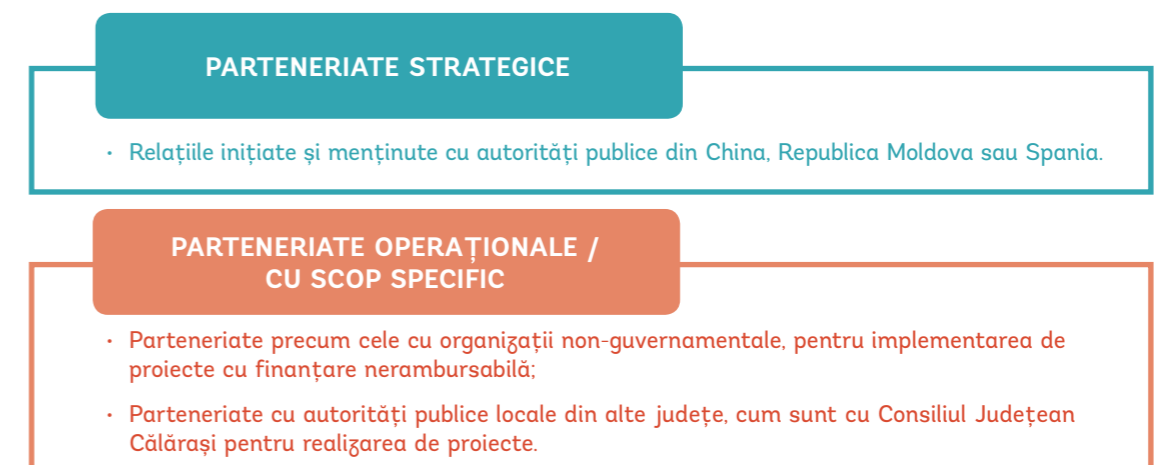 PARTENERIATE STRATEGICE
• Relațiile inițiate și menținute cu autorități publice din China, Republica Moldova sau Spania.
PARTENERIATE OPERAȚIONALE /
CU SCOP SPECIFIC
• Parteneriate precum cele cu organizații non-guvernamentale, pentru implementarea de
proiecte cu finanțare nerambursabilă;
• Parteneriate cu autorități publice locale din alte județe, cum sunt cu Consiliul Județean
Călărași pentru realizarea de proiecte.